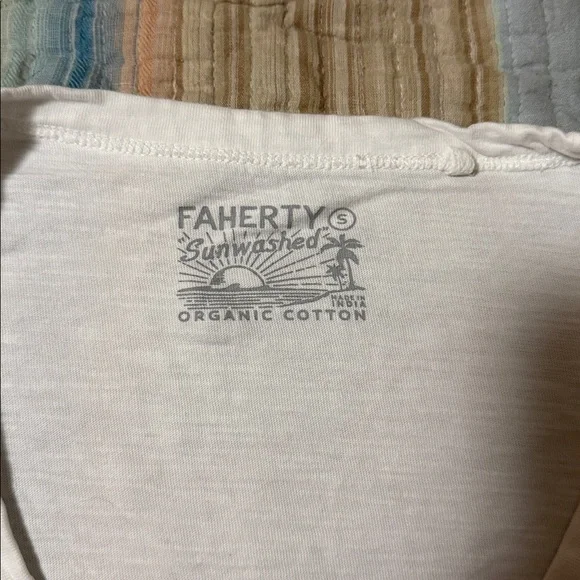 FAHERTY S
"Sunwashed"
MADE IN
INDIA
ORGANIC COTTON